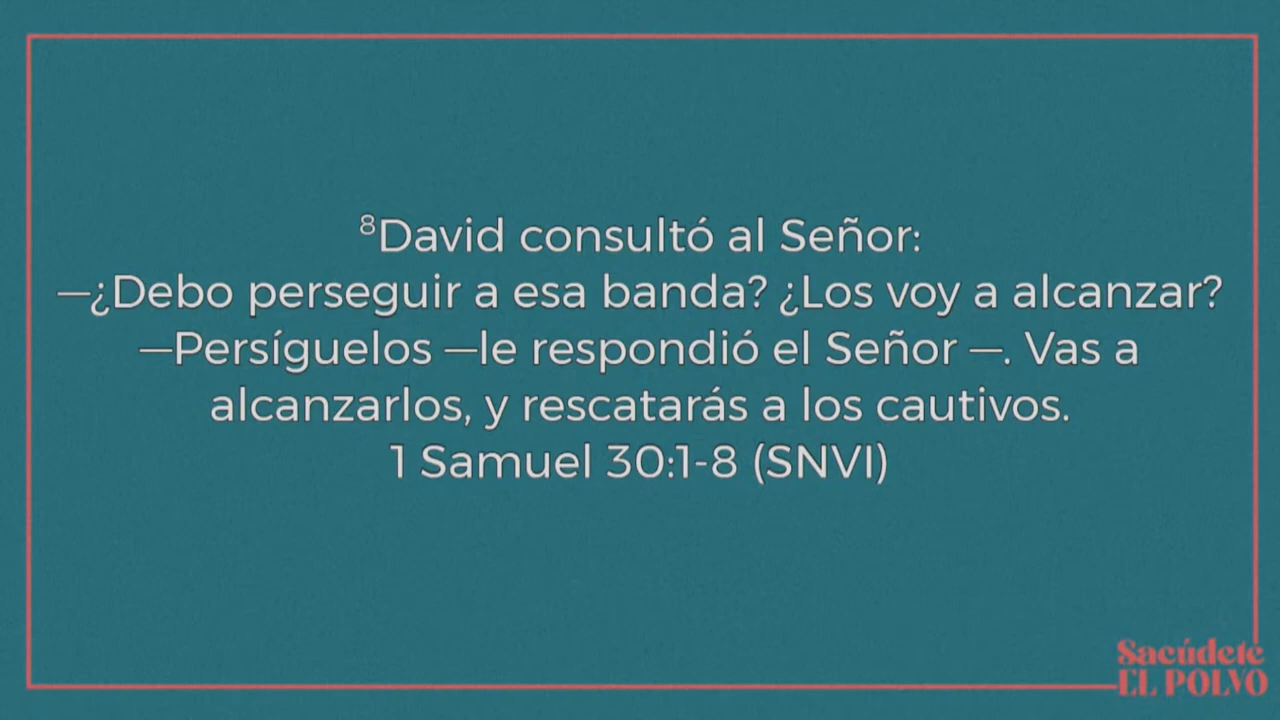 ⁸David consultó al Señor:
—¿Debo perseguir a esa banda? ¿Los voy a alcanzar?
—Persíguelos —le respondió el Señor —. Vas a
alcanzarlos, y rescatarás a los cautivos.
1 Samuel 30:1-8 (SNVI)
Sacúdete
EL POLVO